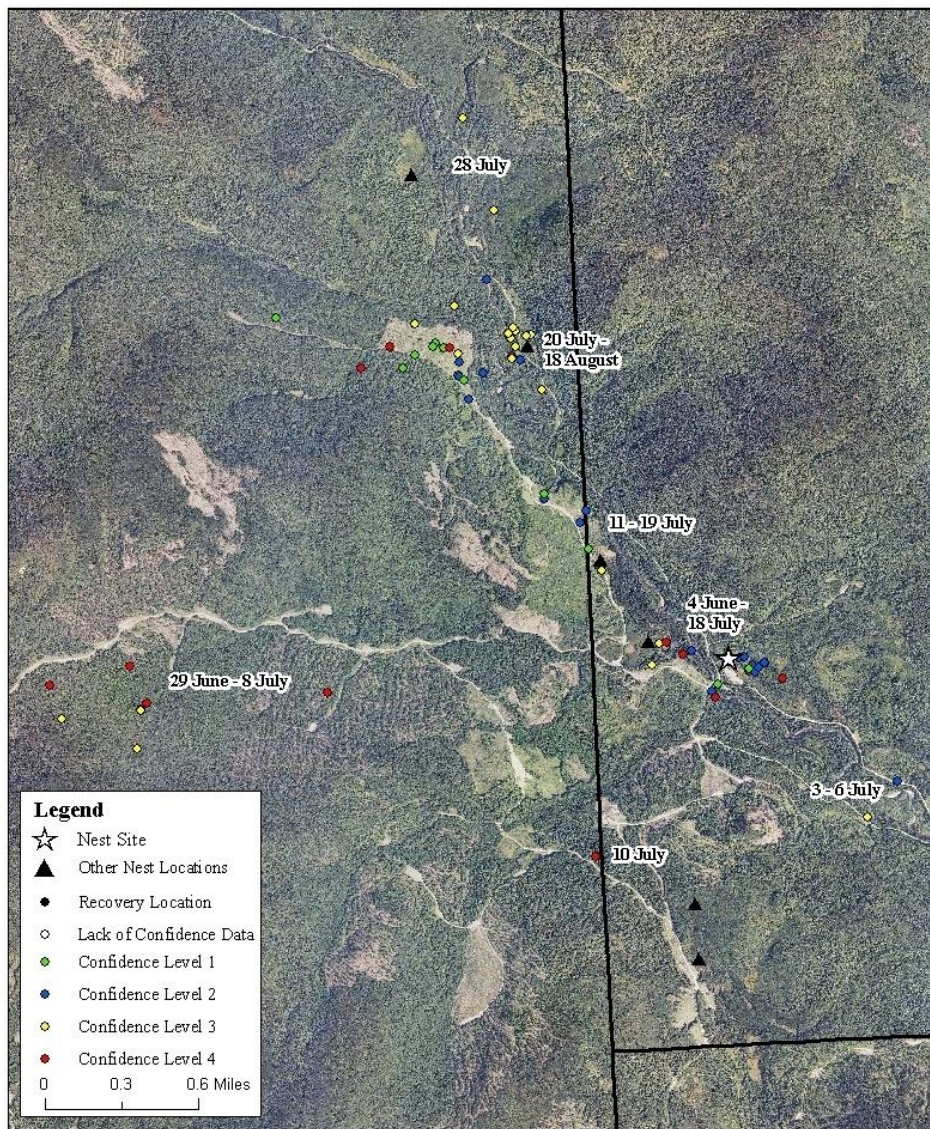 28 July
20 July -
18 August
11 - 19 July
4 June -
18 July
29 June - 8 July
3 - 6 July
10 July
Legend
Nest Site
Other Nest Locations
Recovery Location
Lack of Confidence Data
Confidence Level 1
Confidence Level 2
Confidence Level 3
Confidence Level 4
0 0.3 0.6 Miles